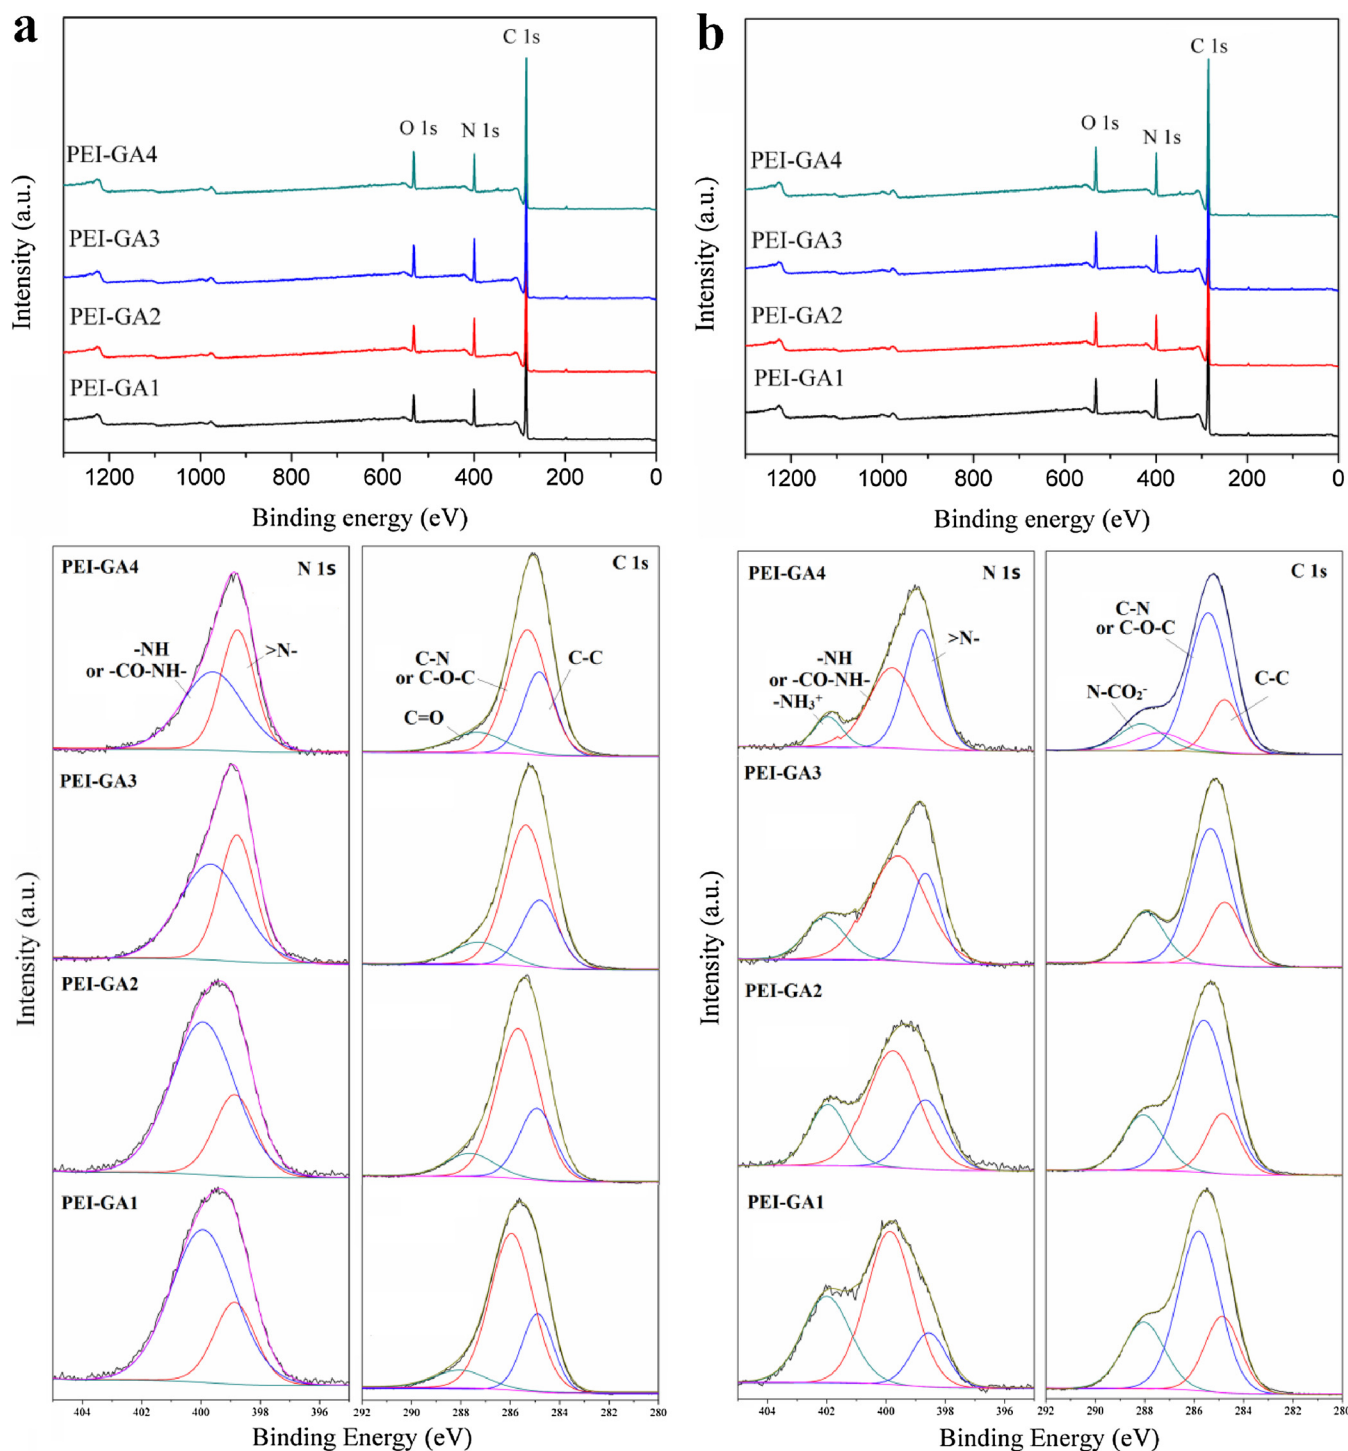 a
C 1s
O 1s
N 1s
PEI-GA4
PEI-GA3
PEI-GA2
PEI-GA1
Intensity (a.u.)
1200 1000 800 600 400 200 0
Binding energy (eV)
b
C 1s
O 1s
N 1s
PEI-GA4
PEI-GA3
PEI-GA2
PEI-GA1
Intensity (a.u.)
1200 1000 800 600 400 200 0
Binding energy (eV)
PEI-GA4
N 1s
-NH
or -CO-NH-
>N-
C 1s
C-N
or C-O-C
C-C
C=O
PEI-GA3
PEI-GA2
PEI-GA1
Intensity (a.u.)
404 402 400 398 396
292 290 288 286 284 282 280
Binding Energy (eV)
PEI-GA4
N 1s
-NH
or -CO-NH-
-NH₃⁺
>N-
C 1s
C-N
or C-O-C
N-CO₂⁻
C-C
PEI-GA3
PEI-GA2
PEI-GA1
Intensity (a.u.)
404 402 400 398 396
292 290 288 286 284 282 280
Binding Energy (eV)